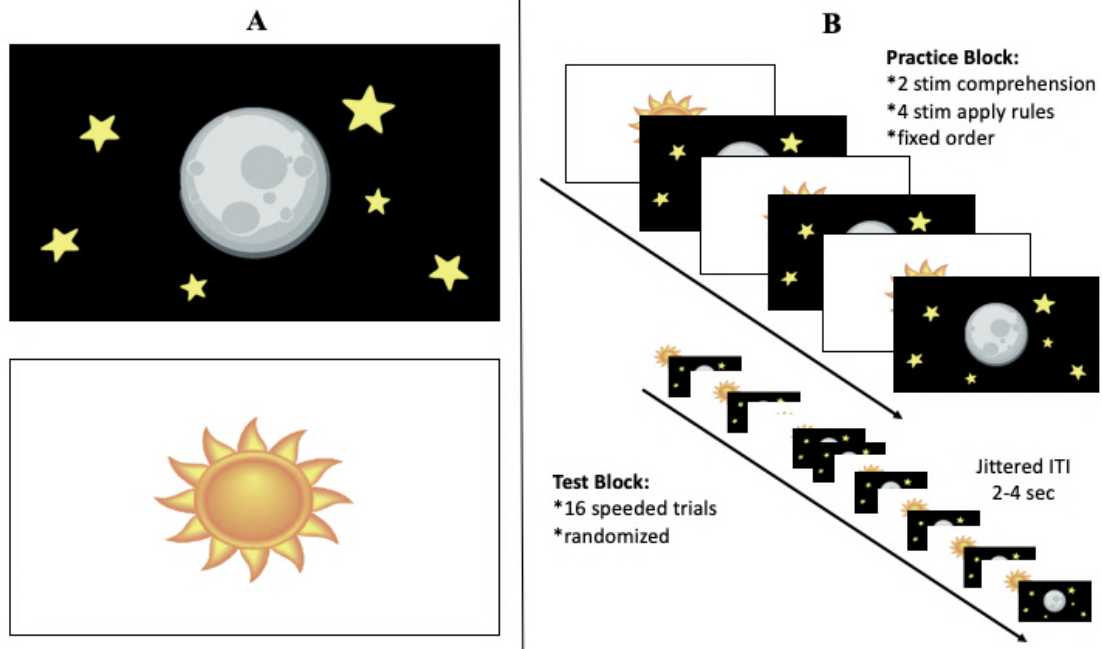 A
B
Practice Block:
*2 stim comprehension
*4 stim apply rules
*fixed order
Test Block:
*16 speeded trials
*randomized
Jittered ITI
2-4 sec